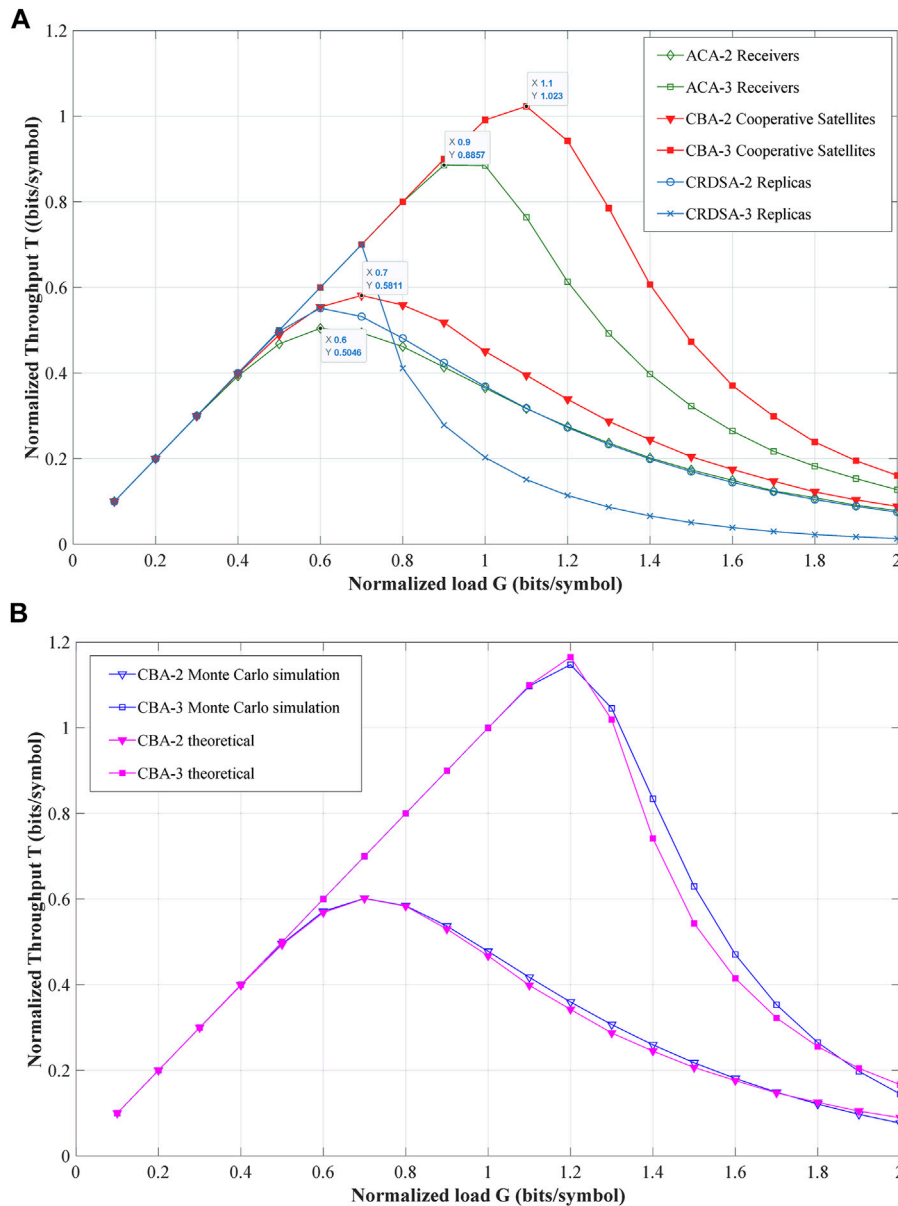 A
Normalized Throughput T ((bits/symbol)
1.2
1
0.8
0.6
0.4
0.2
0
ACA-2 Receivers
ACA-3 Receivers
CBA-2 Cooperative Satellites
CBA-3 Cooperative Satellites
CRDSA-2 Replicas
CRDSA-3 Replicas
X 1.1
Y 1.023
X 0.9
Y 0.8857
X 0.7
Y 0.5811
X 0.6
Y 0.5046
0 0.2 0.4 0.6 0.8 1 1.2 1.4 1.6 1.8 2
Normalized load G (bits/symbol)
B
Normalized Throughput T (bits/symbol)
1.2
1
0.8
0.6
0.4
0.2
0
CBA-2 Monte Carlo simulation
CBA-3 Monte Carlo simulation
CBA-2 theoretical
CBA-3 theoretical
0 0.2 0.4 0.6 0.8 1 1.2 1.4 1.6 1.8 2
Normalized load G (bits/symbol)